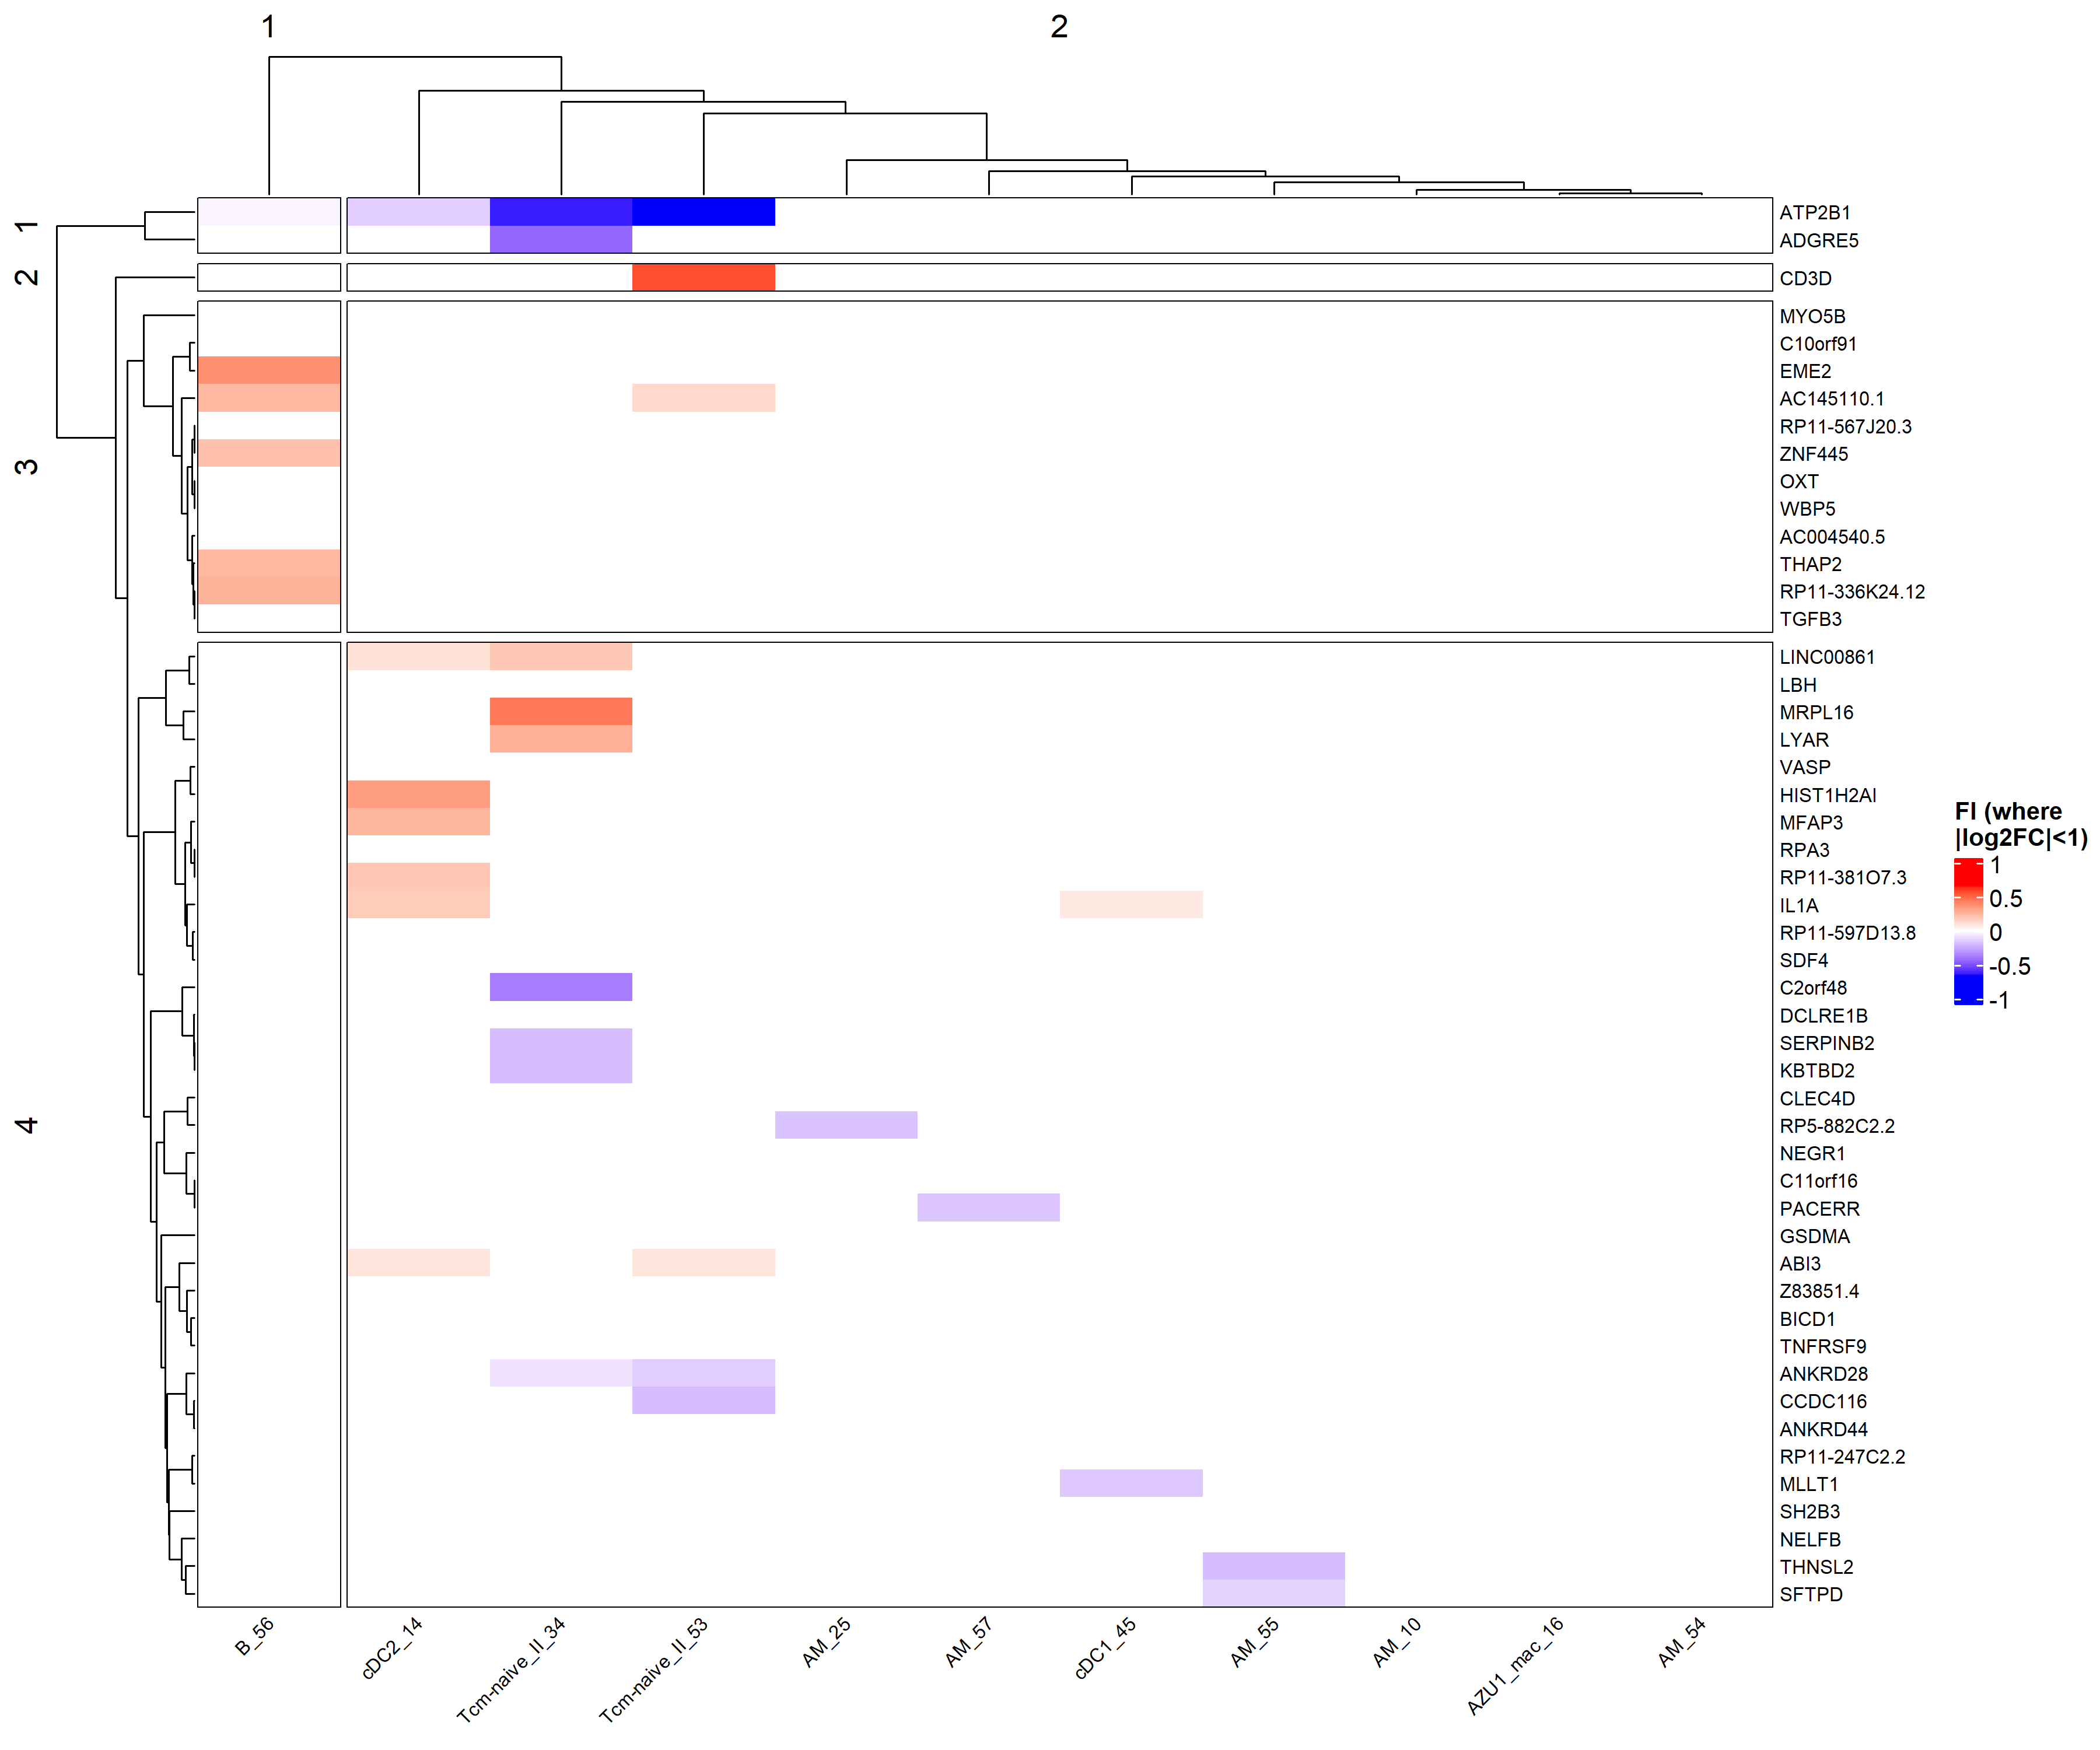 1
2
1
2
3
4
ATP2B1
ADGRE5
CD3D
MYO5B
C10orf91
EME2
AC145110.1
RP11-567J20.3
ZNF445
OXT
WBP5
AC004540.5
THAP2
RP11-336K24.12
TGFB3
LINC00861
LBH
MRPL16
LYAR
VASP
HIST1H2AI
MFAP3
RPA3
RP11-381O7.3
IL1A
RP11-597D13.8
SDF4
C2orf48
DCLRE1B
SERPINB2
KBTBD2
CLEC4D
RP5-882C2.2
NEGR1
C11orf16
PACERR
GSDMA
ABI3
Z83851.4
BICD1
TNFRSF9
ANKRD28
CCDC116
ANKRD44
RP11-247C2.2
MLLT1
SH2B3
NELFB
THNSL2
SFTPD
FI (where
|log2FC|<1)
1
0.5
0
-0.5
-1
B_56
cDC2_14
Tcm-naive_II_34
Tcm-naive_II_53
AM_25
AM_57
cDC1_45
AM_55
AM_10
AZU1_mac_16
AM_54